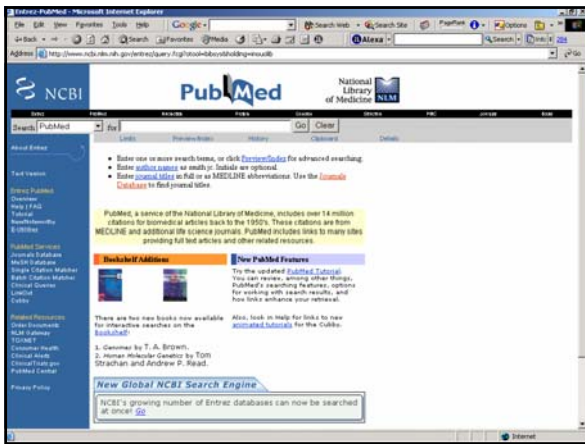 Entrez-PubMed - Microsoft Internet Explorer
File Edit View Favorites Tools Help
Google
Search Web
Search Site
PageRank
Options
Back
Search
Favorites
Media
Alexa
Search
Address http://www.ncbi.nlm.nih.gov/entrez/query.fcgi?otool=bibsys&holding=inouolib
Go
NCBI
PubMed
National
Library
of Medicine NLM
Search PubMed for Go Clear
Limits Preview/Index History Clipboard Details
About Entrez
Text Version
Entrez PubMed
Overview
Help | FAQ
Tutorial
New/Noteworthy
E-Utilities
PubMed Services
Journals Database
MeSH Database
Single Citation Matcher
Batch Citation Matcher
Clinical Queries
LinkOut
Cubby
Related Resources
Order Documents
NLM Gateway
TOXNET
Consumer Health
Clinical Alerts
ClinicalTrials.gov
PubMed Central
Privacy Policy
Enter one or more search terms, or click Preview/Index for advanced searching.
Enter author names as smith jc. Initials are optional.
Enter journal titles in full or as MEDLINE abbreviations. Use the Journals
Database to find journal titles.
PubMed, a service of the National Library of Medicine, includes over 14 million
citations for biomedical articles back to the 1950's. These citations are from
MEDLINE and additional life science journals. PubMed includes links to many sites
providing full text articles and other related resources.
Bookshelf Additions
There are two new books now available
for interactive searches on the
Bookshelf:
1. Genomes by T. A. Brown.
2. Human Molecular Genetics by Tom
Strachan and Andrew P. Read.
New PubMed Features
Try the updated PubMed Tutorial.
You can review, among other things,
PubMed's searching features, options
for working with search results, and
how links enhance your retrieval.
Also, look in Help for links to new
animated tutorials for the Cubby.
New Global NCBI Search Engine
NCBI's growing number of Entrez databases can now be searched
at once! Go
Internet